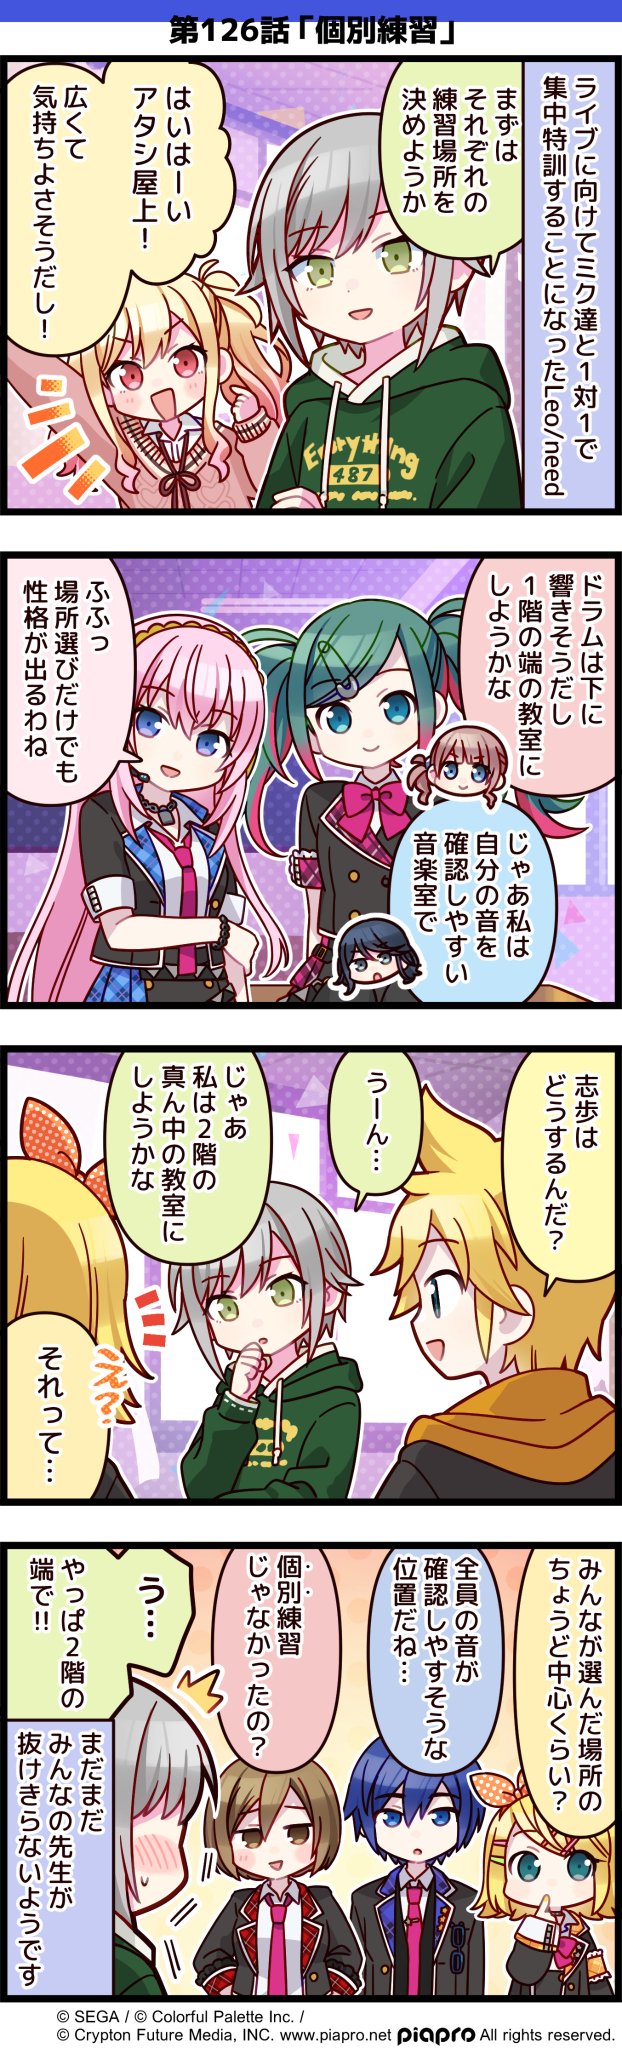 第126話「個別練習」
ライブに向けてミク達と1対1で
集中特訓することになったLeo/need
まずは
それぞれの
練習場所を
決めようか
はいはーい
アタシ屋上！
広くて
気持ちよさそうだし！
Everything
487
ドラムは下に
響きそうだし
1階の端の教室に
しようかな
じゃあ私は
自分の音を
確認しやすい
音楽室で
ふふっ
場所選びだけでも
性格が出るわね
志歩は
どうするんだ？
うーん…
じゃあ
私は2階の
真ん中の教室に
しようかな
え？
それって…
みんなが選んだ場所の
ちょうど中心くらい？
全員の音が
確認しやすそうな
位置だね…
個別練習
じゃなかったの？
う…
やっぱ2階の
端で!!
まだまだ
みんなの先生が
抜けきらないようです
© SEGA / © Colorful Palette Inc. /
© Crypton Future Media, INC. www.piapro.net piapro All rights reserved.